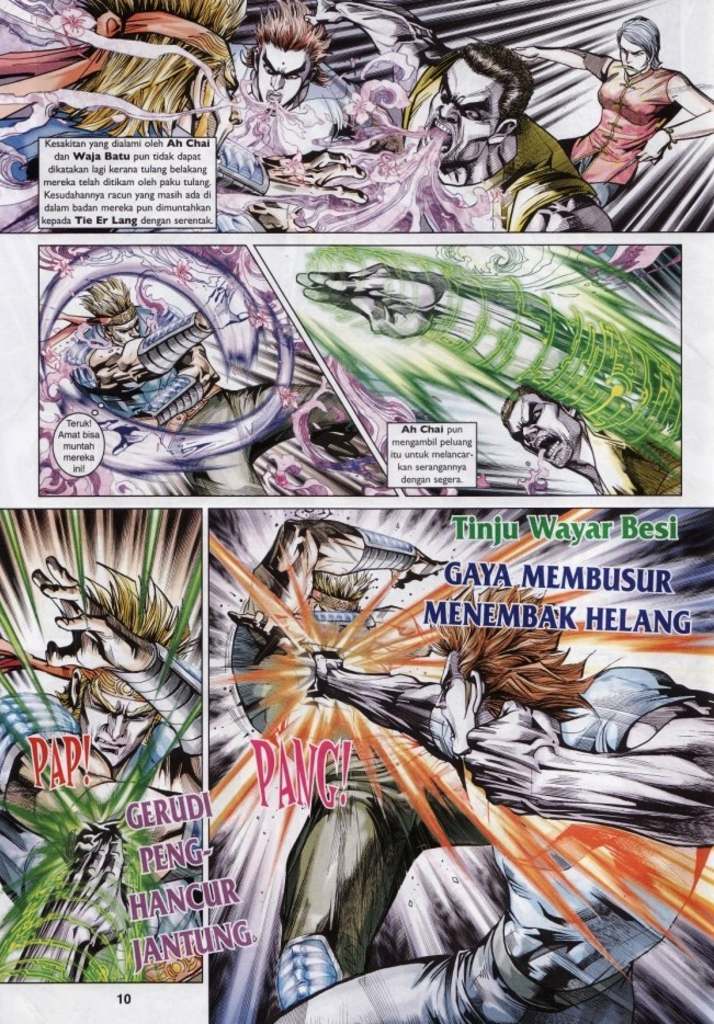 Kesakitan yang dialami oleh Ah Chai
dan Waja Batu pun tidak dapat
dikatakan lagi kerana tulang belakang
mereka telah ditikam oleh paku tulang.
Kesudahannya racun yang masih ada di
dalam badan mereka pun dimuntahkan
kepada Tie Er Lang dengan serentak.
Teruk!
Amat bisa
muntah
mereka
ini!
Ah Chai pun
mengambil peluang
itu untuk melancar-
kan serangannya
dengan segera.
PAP!
GERUDI
PENG-
HANCUR
JANTUNG.
Tinju Wayar Besi
GAYA MEMBUSUR
MENEMBAK HELANG
PANG!
10